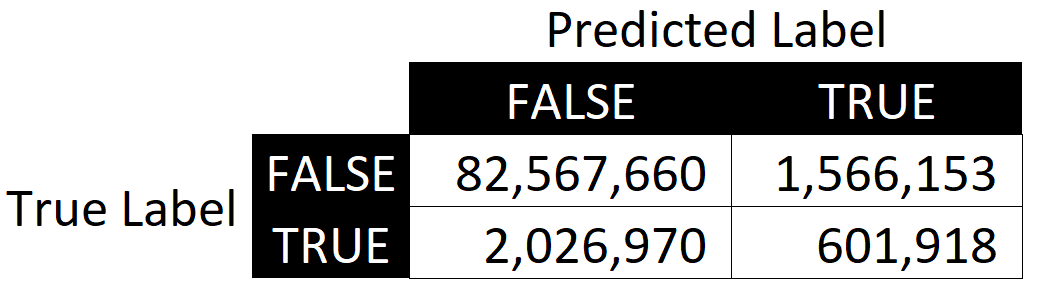 Predicted Label
FALSE TRUE
FALSE 82,567,660 1,566,153
True Label
TRUE 2,026,970 601,918